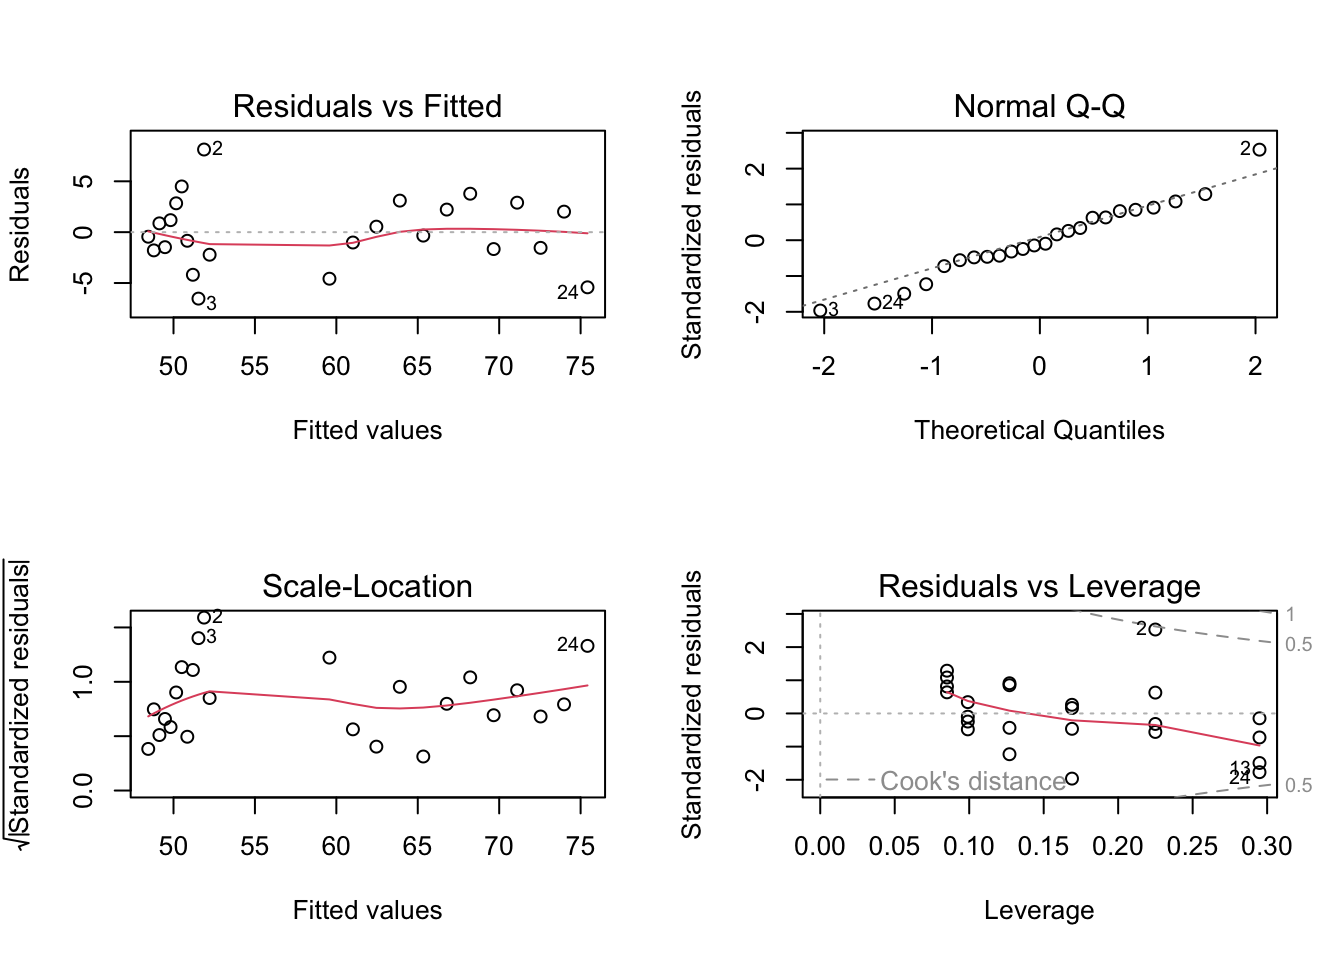 Residuals vs Fitted
Residuals
5
0
-5
2
3
24
50 55 60 65 70 75
Fitted values
Normal Q-Q
Standardized residuals
2
0
-2
2
24
3
-2 -1 0 1 2
Theoretical Quantiles
Scale-Location
√|Standardized residuals|
1.0
0.0
2
3
24
50 55 60 65 70 75
Fitted values
Residuals vs Leverage
Standardized residuals
2
0
-2
2
13
24
Cook's distance
1
0.5
0.5
0.00 0.05 0.10 0.15 0.20 0.25 0.30
Leverage